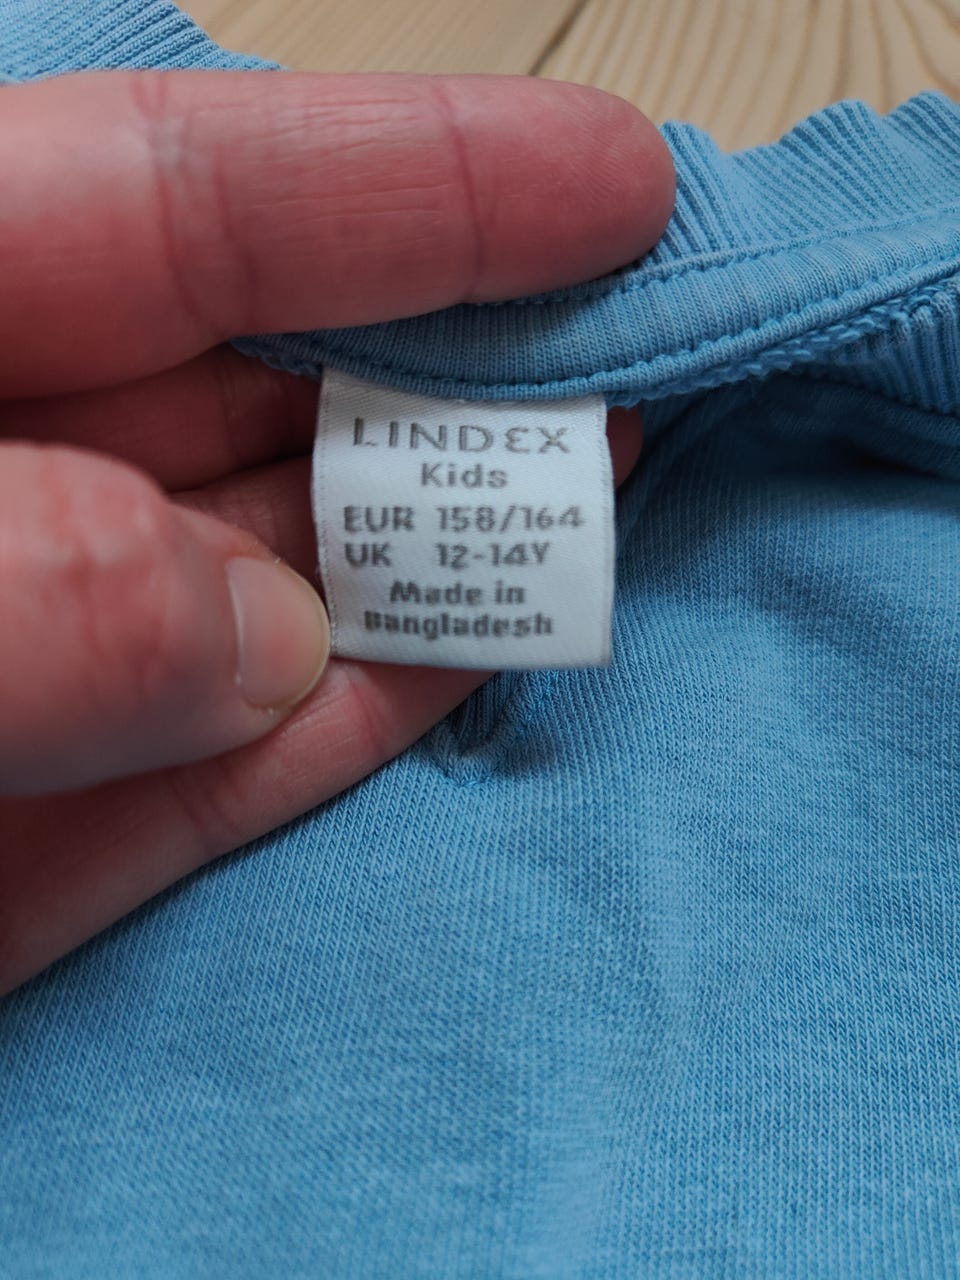 LINDEX
Kids
EUR 158/164
UK 12-14Y
Made in
Bangladesh